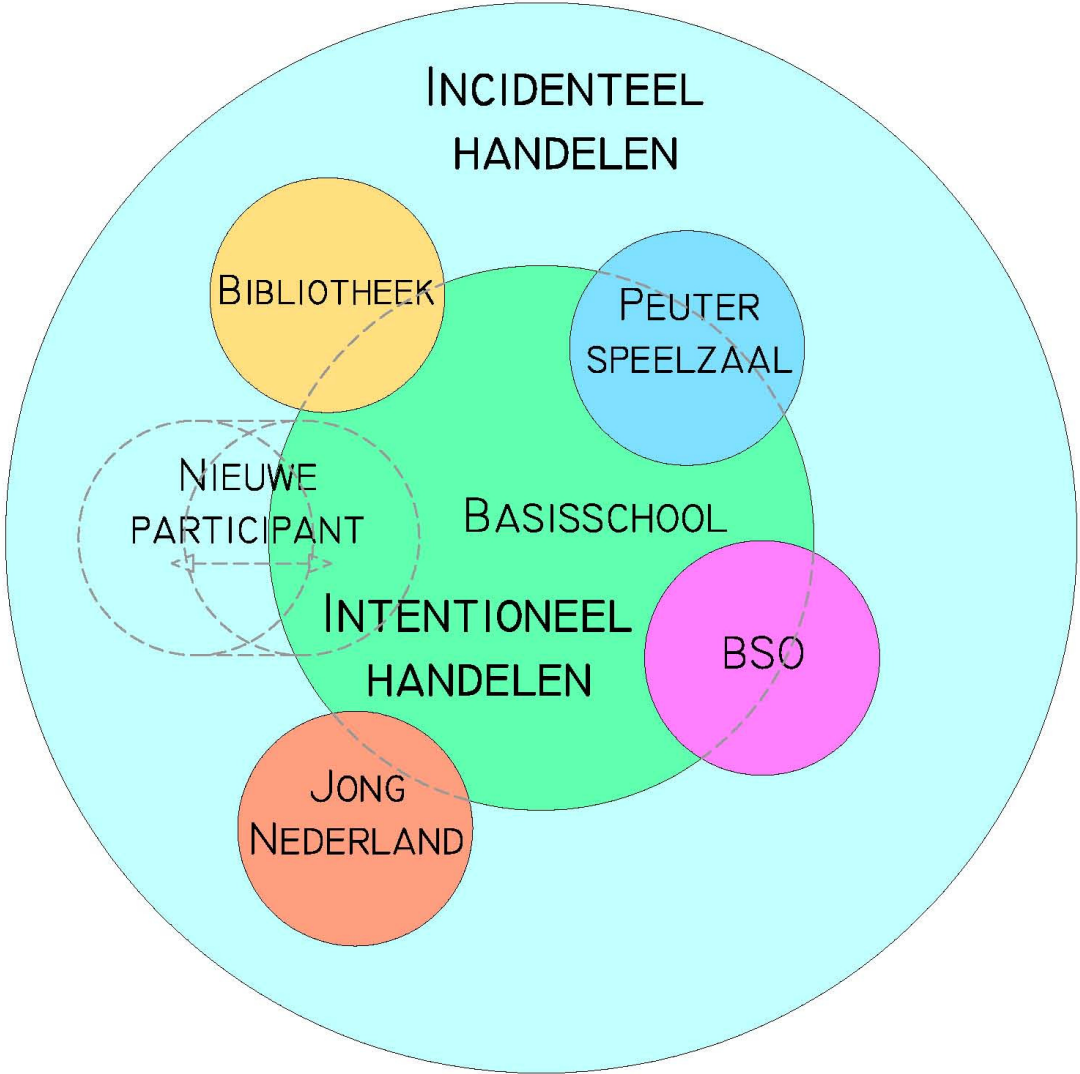 INCIDENTEEL
HANDELEN
BIBLIOTHEEK
PEUTER
SPEELZAAL
NIEUWE
PARTICIPANT
BASISSCHOOL
INTENTIONEEL
HANDELEN
BSO
JONG
NEDERLAND